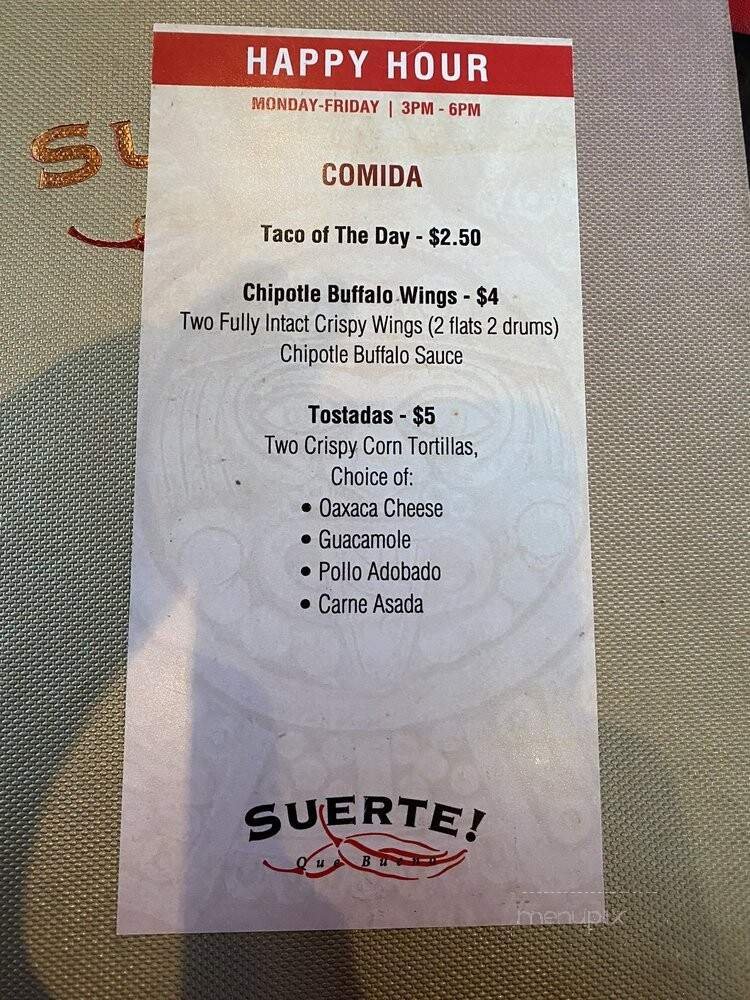 SU
HAPPY HOUR
MONDAY-FRIDAY | 3PM - 6PM
COMIDA
Taco of The Day - $2.50
Chipotle Buffalo Wings - $4
Two Fully Intact Crispy Wings (2 flats 2 drums)
Chipotle Buffalo Sauce
Tostadas - $5
Two Crispy Corn Tortillas,
Choice of:
• Oaxaca Cheese
• Guacamole
• Pollo Adobado
• Carne Asada
SUERTE!
Que Bueno
menupix